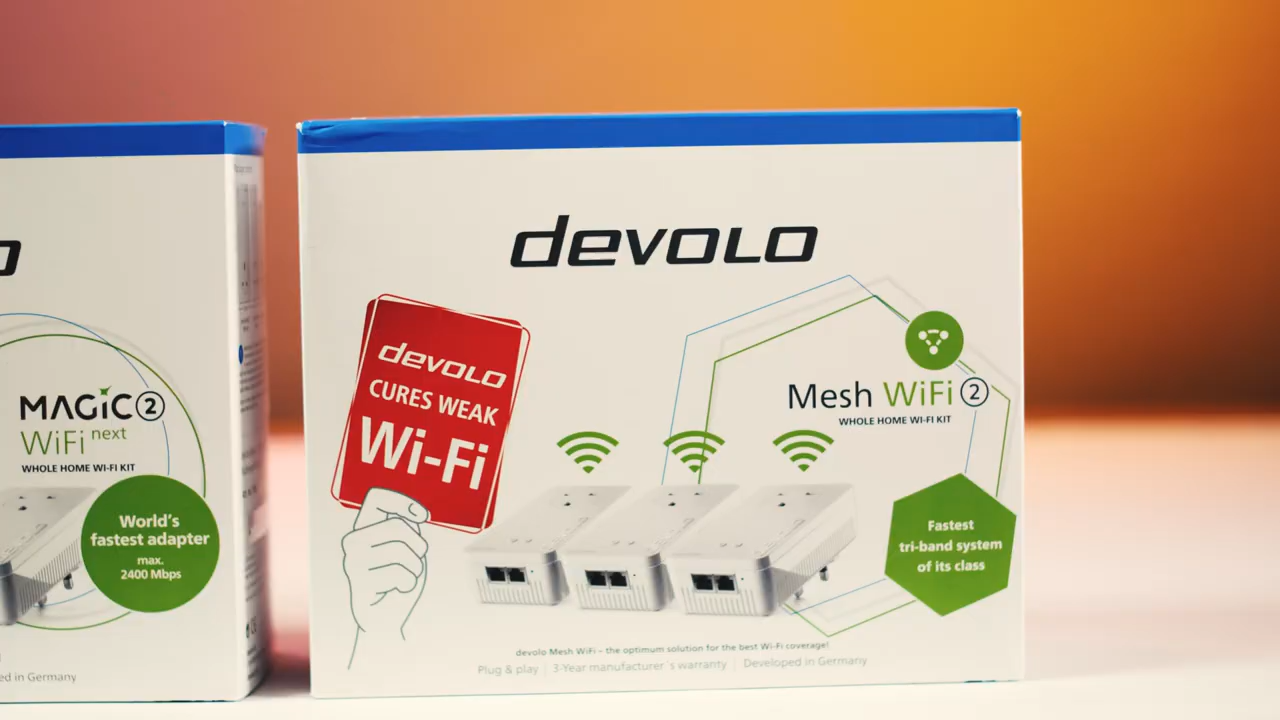 o
MAGiC 2
WiFi next
WHOLE HOME WI-FI KIT
World's
fastest adapter
max.
2400 Mbps
ed in Germany
devolo
devolo
CURES WEAK
Wi-Fi
Mesh WiFi 2
WHOLE HOME WI-FI KIT
Fastest
tri-band system
of its class
devolo Mesh WiFi – the optimum solution for the best Wi-Fi coverage!
Plug & play | 3-Year manufacturer´s warranty | Developed in Germany